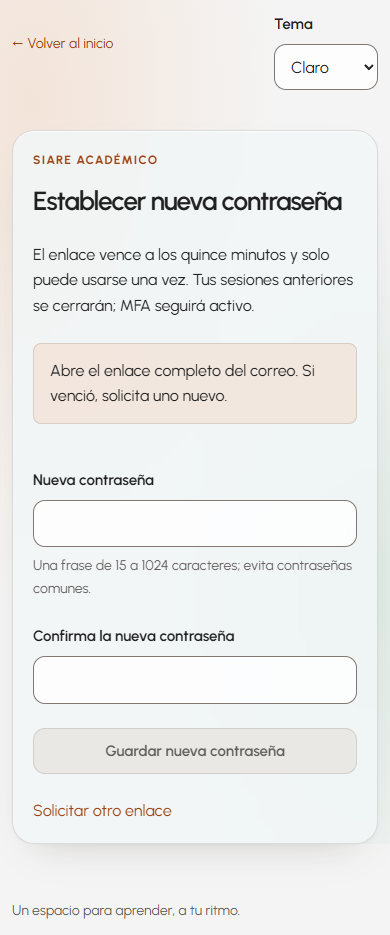 Tema
← Volver al inicio
Claro
SIARE ACADÉMICO
Establecer nueva contraseña
El enlace vence a los quince minutos y solo
puede usarse una vez. Tus sesiones anteriores
se cerrarán; MFA seguirá activo.
Abre el enlace completo del correo. Si
venció, solicita uno nuevo.
Nueva contraseña
Una frase de 15 a 1024 caracteres; evita contraseñas
comunes.
Confirma la nueva contraseña
Guardar nueva contraseña
Solicitar otro enlace
Un espacio para aprender, a tu ritmo.